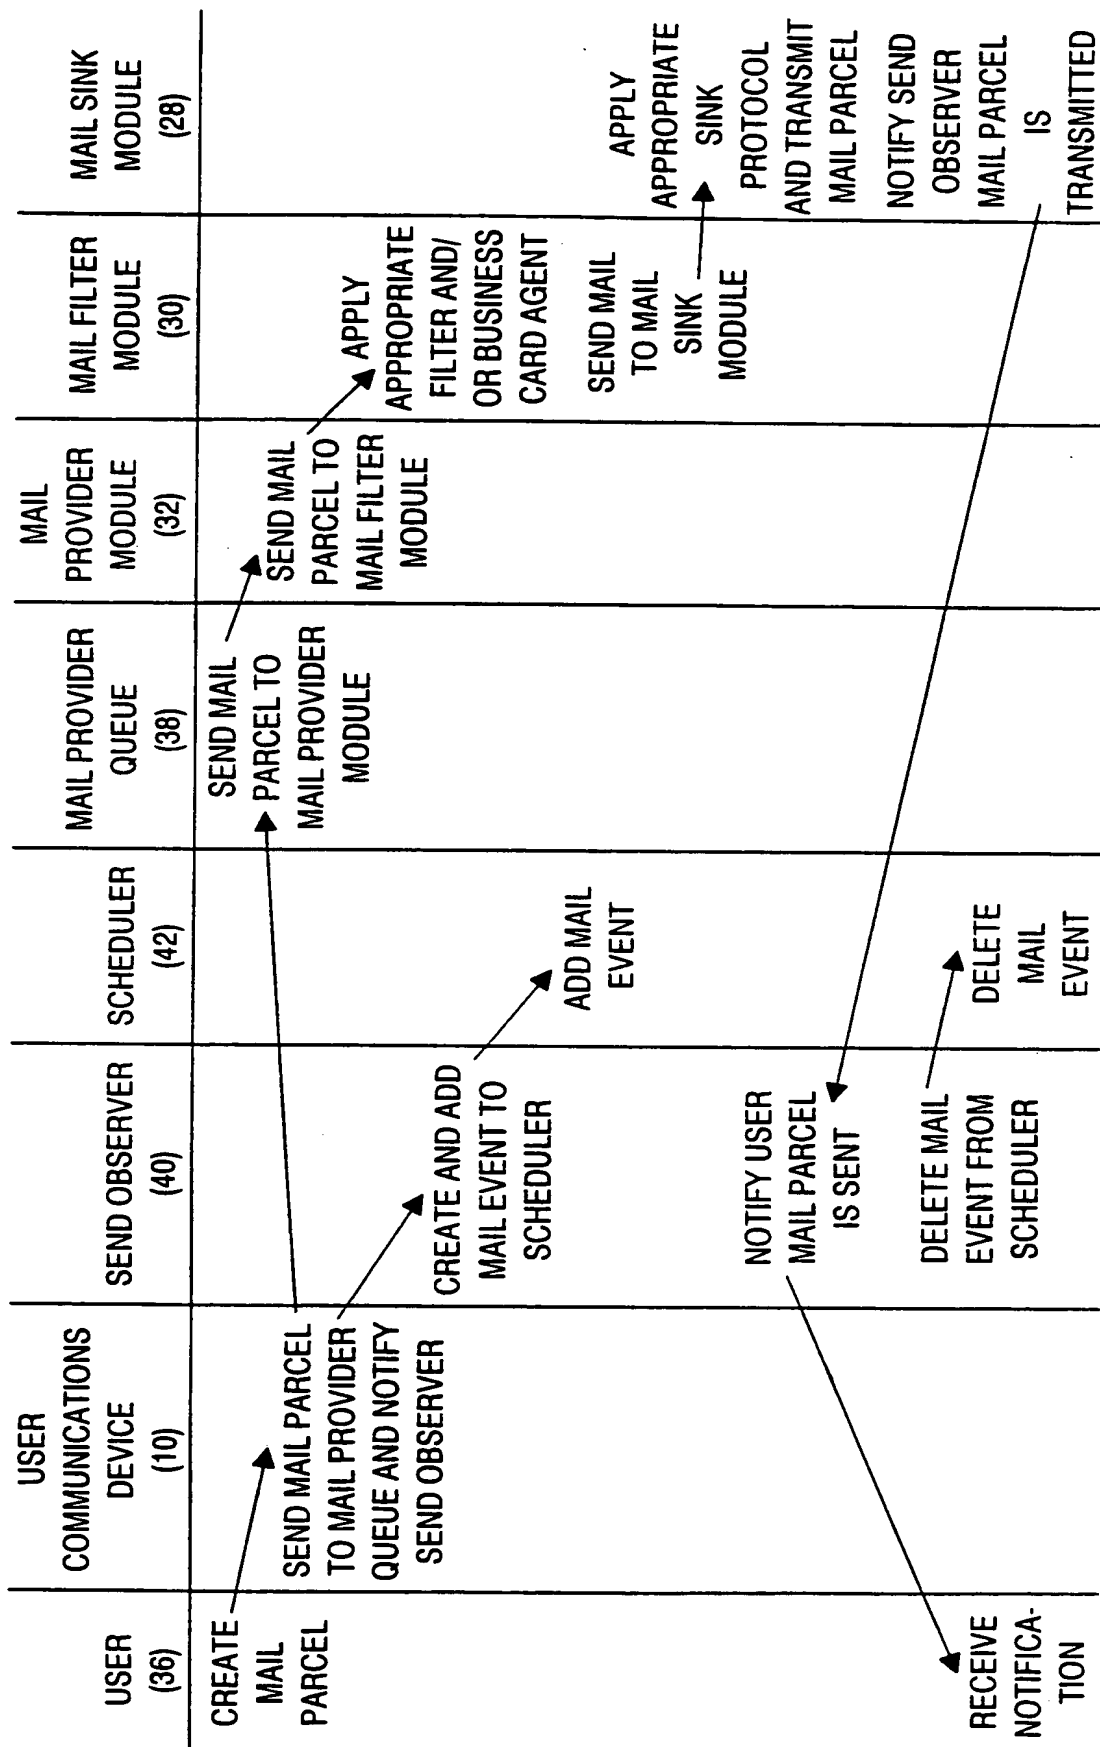 USER
(36)
USER
COMMUNICATIONS
DEVICE
(10)
SEND OBSERVER
(40)
SCHEDULER
(42)
MAIL PROVIDER
QUEUE
(38)
MAIL
PROVIDER
MODULE
(32)
MAIL FILTER
MODULE
(30)
MAIL SINK
MODULE
(28)
CREATE
MAIL
PARCEL
SEND MAIL PARCEL
TO MAIL PROVIDER
QUEUE AND NOTIFY
SEND OBSERVER
SEND MAIL
PARCEL TO
MAIL PROVIDER
MODULE
SEND MAIL
PARCEL TO
MAIL FILTER
MODULE
APPLY
APPROPRIATE
FILTER AND/
OR BUSINESS
CARD AGENT
CREATE AND ADD
MAIL EVENT TO
SCHEDULER
ADD MAIL
EVENT
SEND MAIL
TO MAIL
SINK
MODULE
APPLY
APPROPRIATE
SINK
PROTOCOL
AND TRANSMIT
MAIL PARCEL
NOTIFY SEND
OBSERVER
MAIL PARCEL
IS
TRANSMITTED
NOTIFY USER
MAIL PARCEL
IS SENT
DELETE MAIL
EVENT FROM
SCHEDULER
DELETE
MAIL
EVENT
RECEIVE
NOTIFICA-
TION